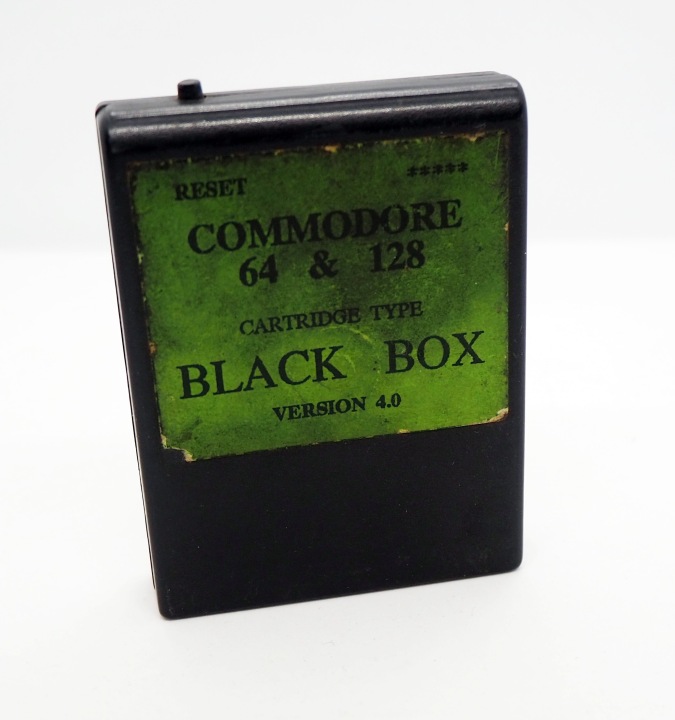 RESET *****
COMMODORE
64 & 128
CARTRIDGE TYPE
BLACK BOX
VERSION 4.0